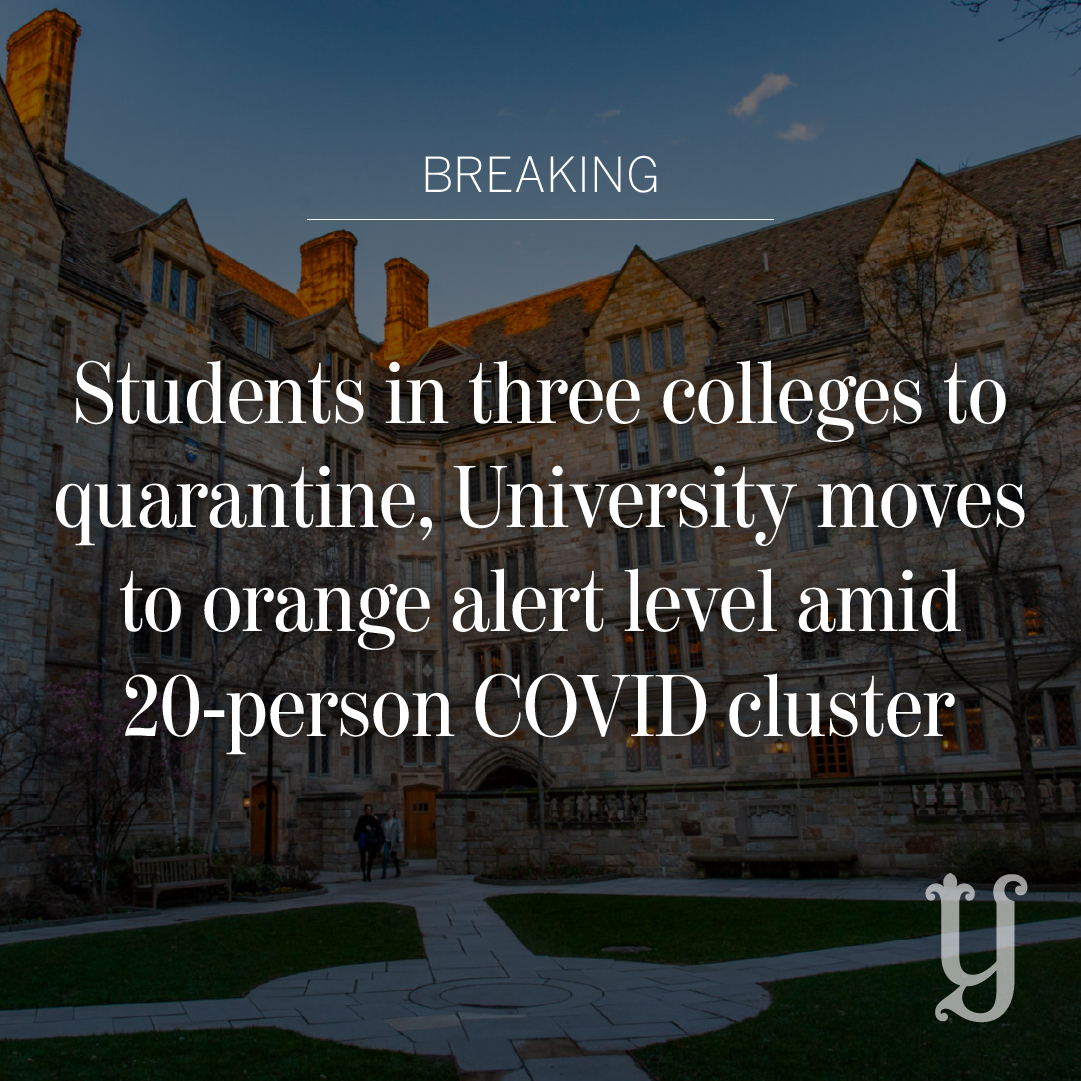 BREAKING
Students in three colleges to
quarantine, University moves
to orange alert level amid
20-person COVID cluster
Y